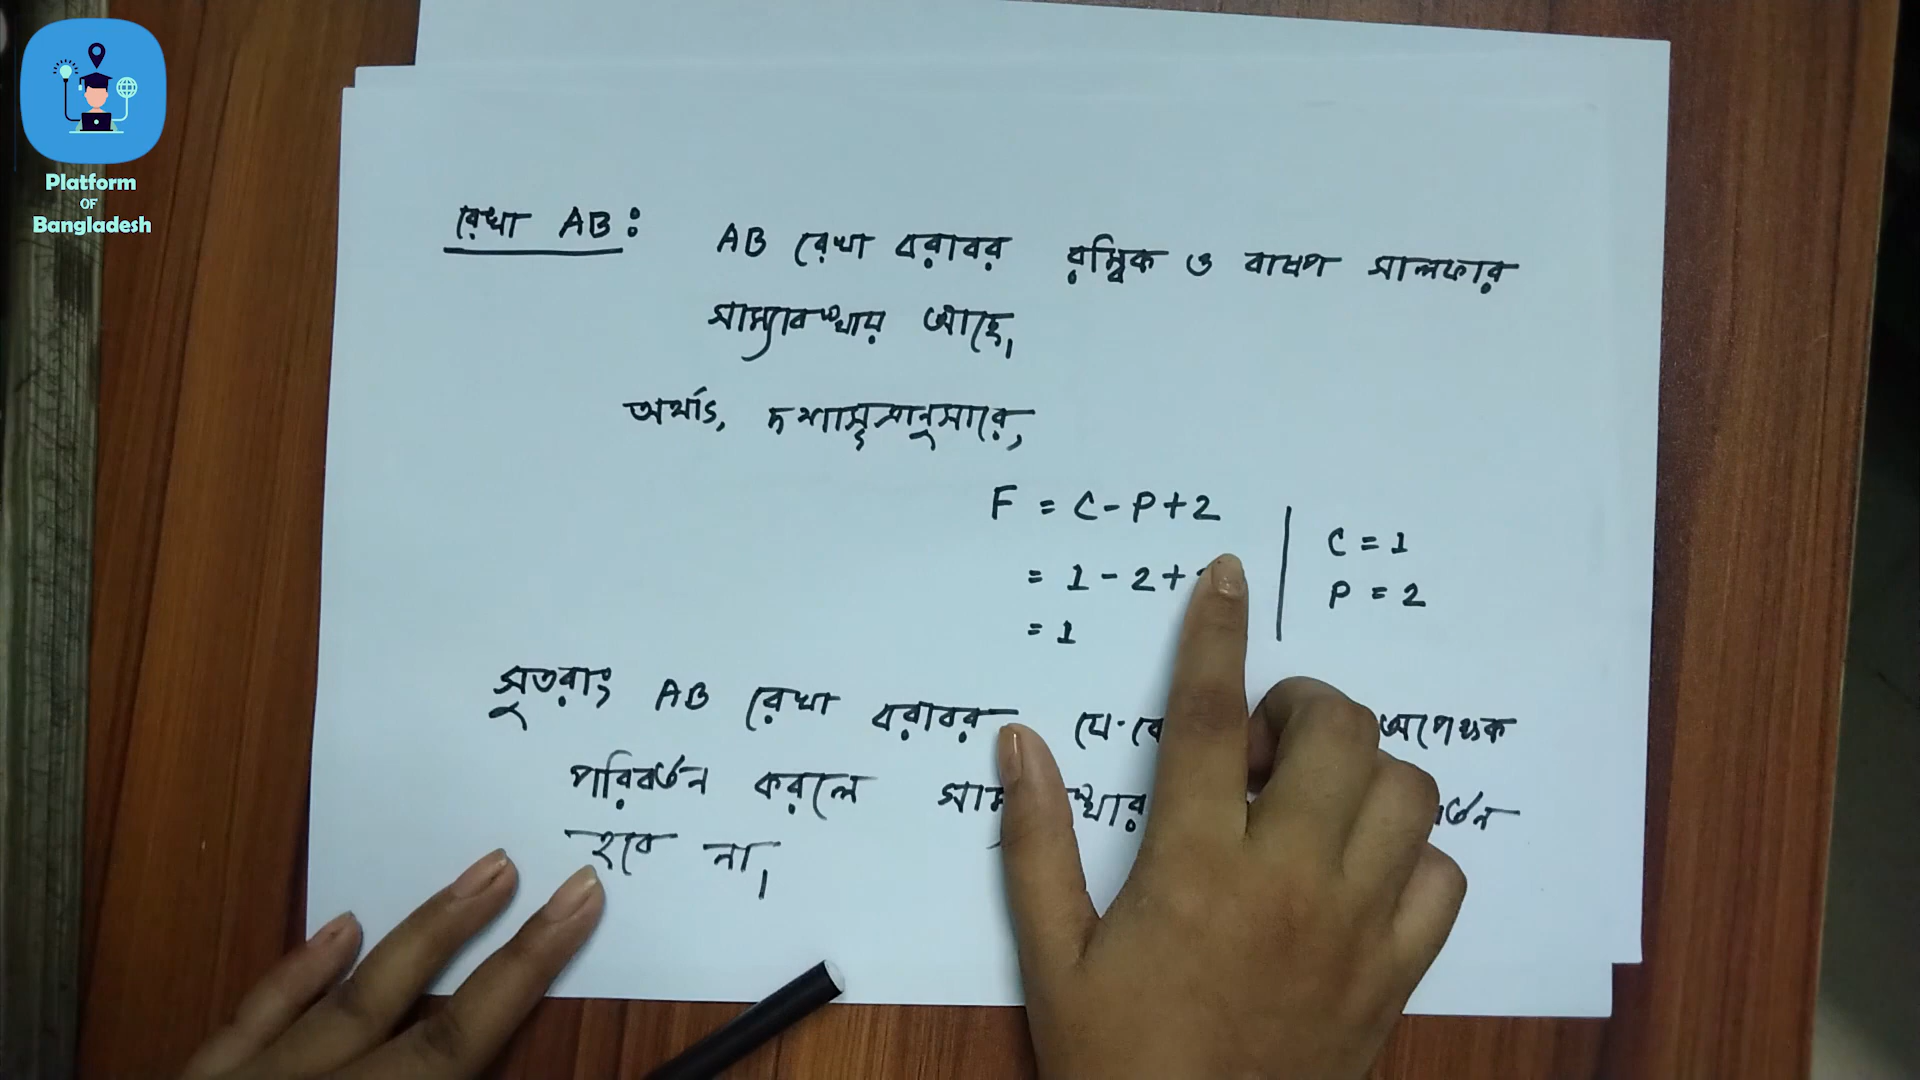 Platform
OF
Bangladesh
রেখা AB:
AB রেখা বরাবর রম্বিক ও বাষ্প সালফার
সাম্যাবস্থায় আছে।
অর্থাৎ, দশাসূত্রানুসারে,
F = C - P + 2
= 1 - 2 +
= 1
C = 1
P = 2
সুতরাং AB রেখা বরাবর যে-কো অপেক্ষক
পরিবর্তন করলে
হবে না।